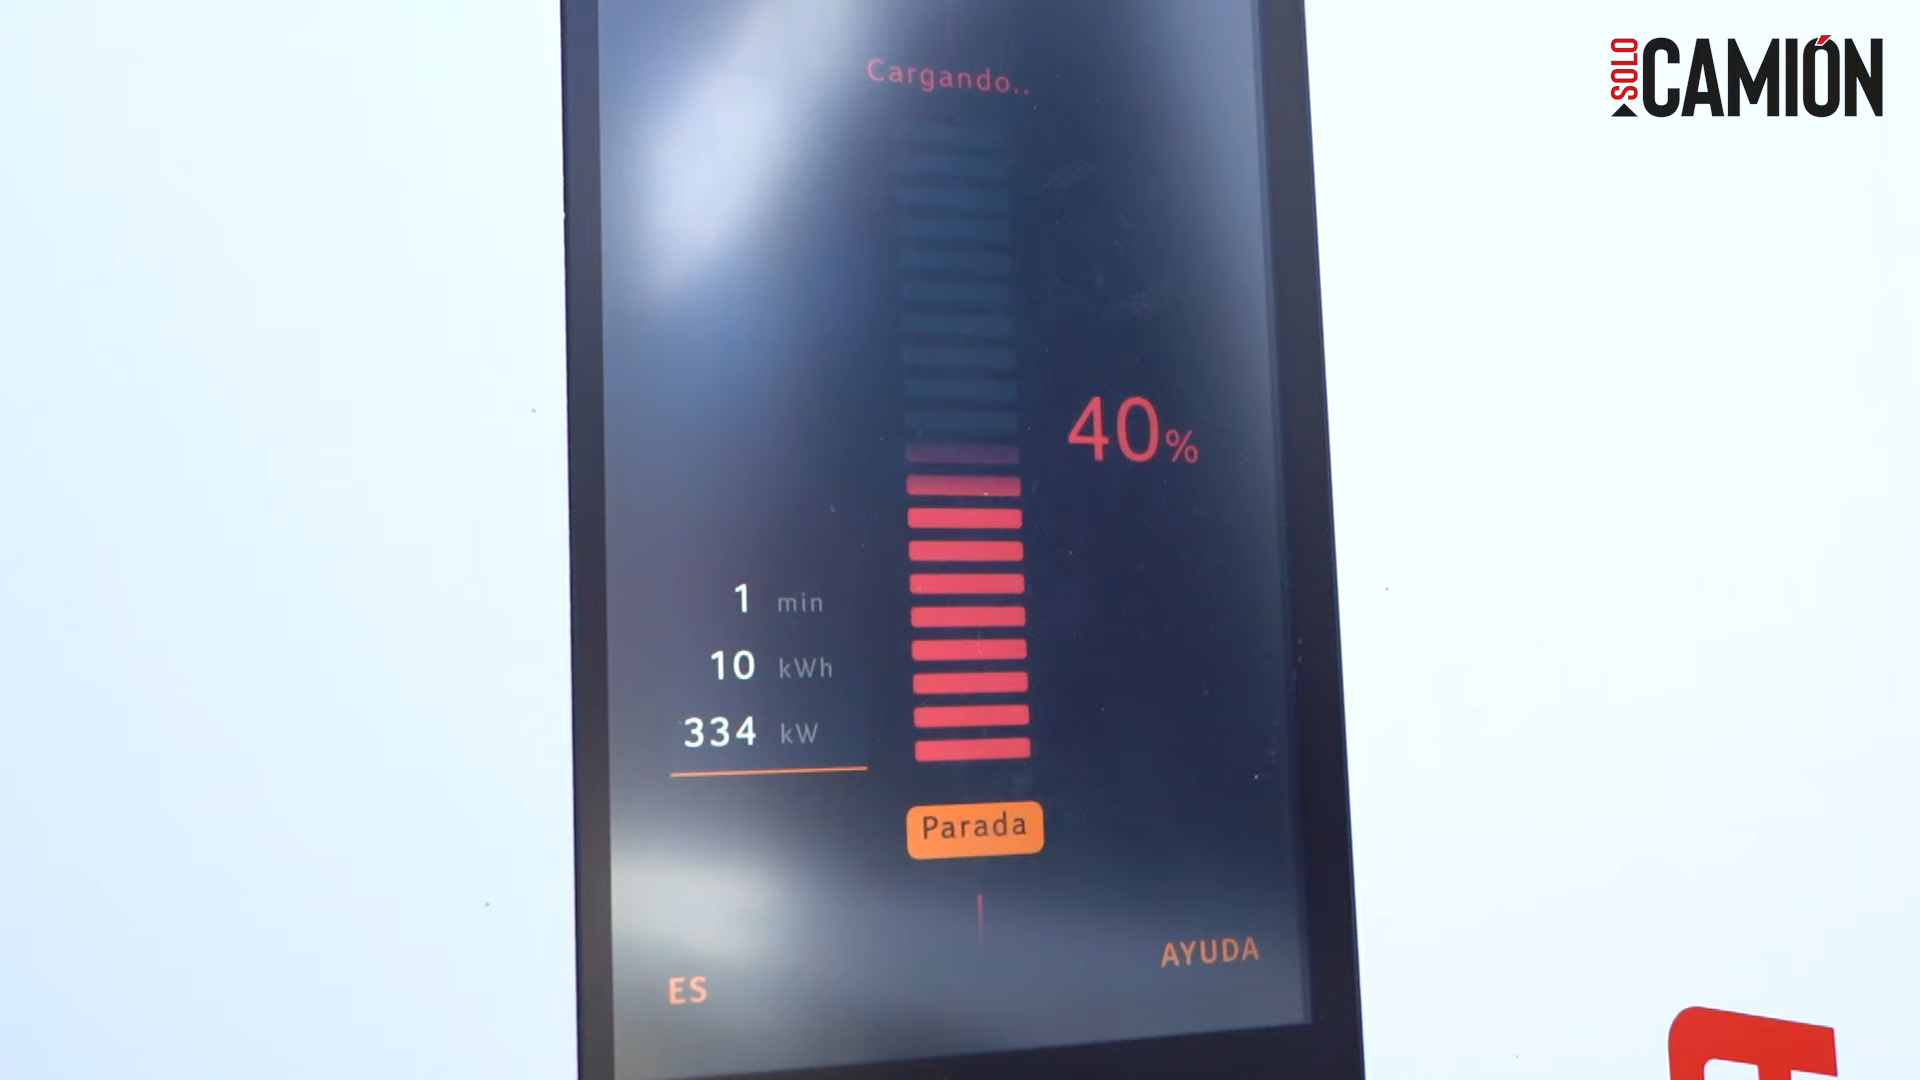 SOLO CAMIÓN
Cargando..
40%
1 min
10 kWh
334 kW
Parada
AYUDA
ES